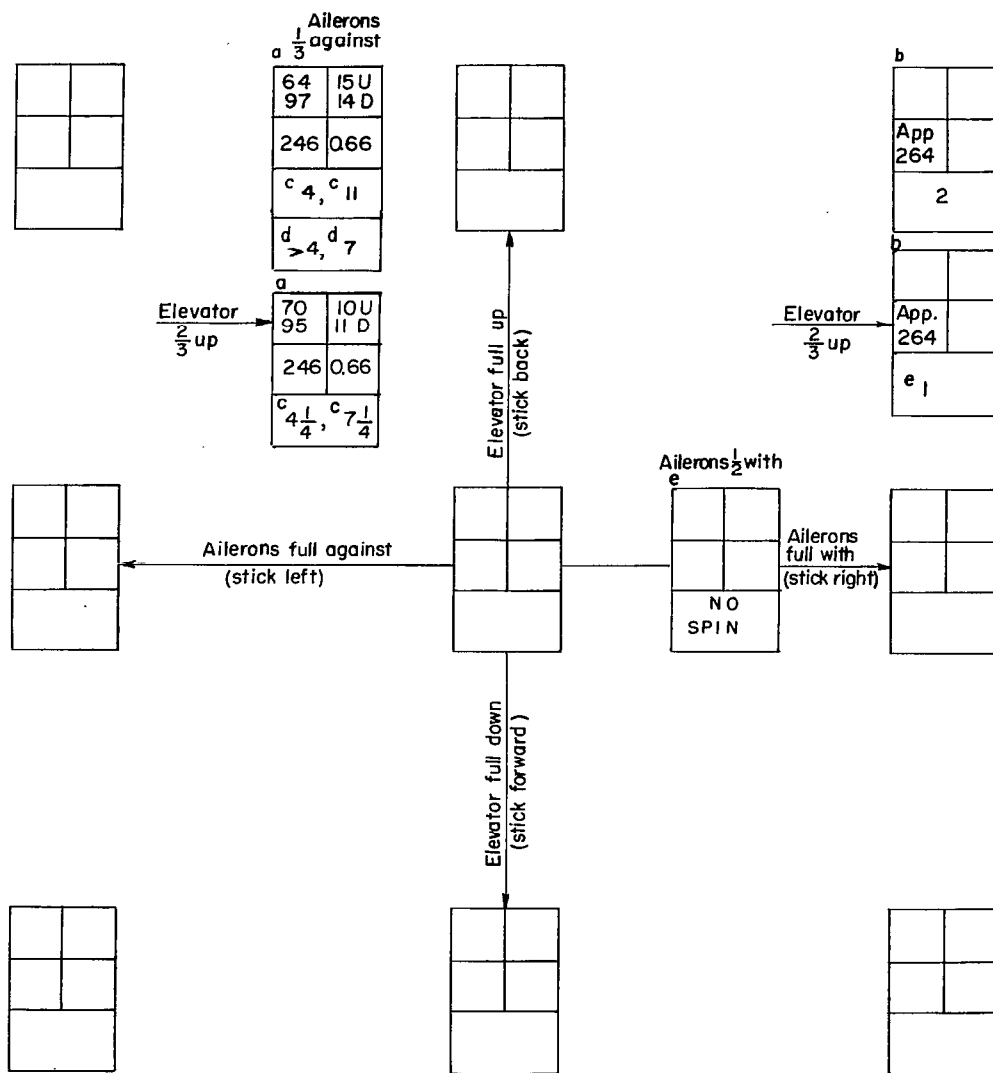 Ailerons
a 1/3 against
64 15U
97 14D
246 0.66
c 4, c 11
d >4, d 7
a
Elevator
2/3 up
70 10U
95 11 D
246 0.66
c 4 1/4, c 7 1/4
b
App
264
2
b
Elevator
2/3 up
App.
264
e 1
Elevator full up
(stick back)
Ailerons 1/2 with
e
NO
SPIN
Ailerons full against
(stick left)
Ailerons
full with
(stick right)
Elevator full down
(stick forward)